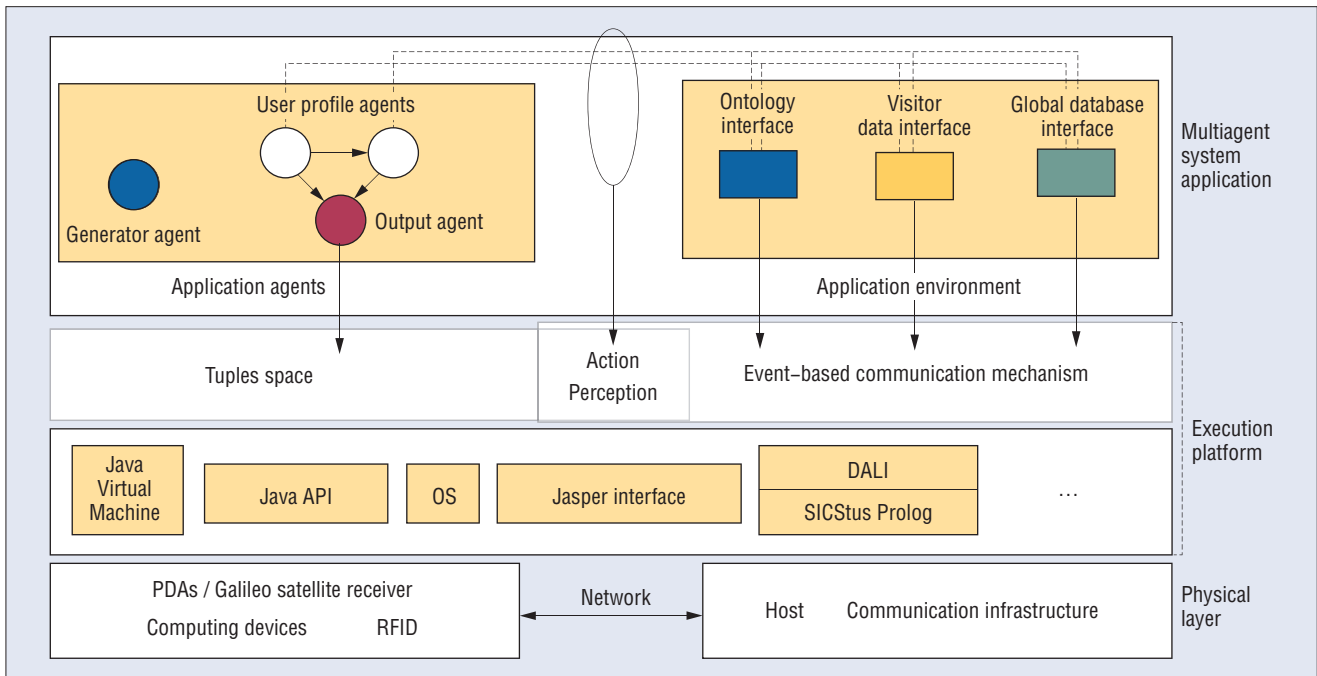 User profile agents
Generator agent
Output agent
Application agents
Ontology
interface
Visitor
data interface
Global database
interface
Application environment
Multiagent
system
application
Tuples space
Action
Perception
Event–based communication mechanism
Java
Virtual
Machine
Java API
OS
Jasper interface
DALI
SICStus Prolog
...
Execution
platform
PDAs / Galileo satellite receiver
Computing devices RFID
Network
Host Communication infrastructure
Physical
layer